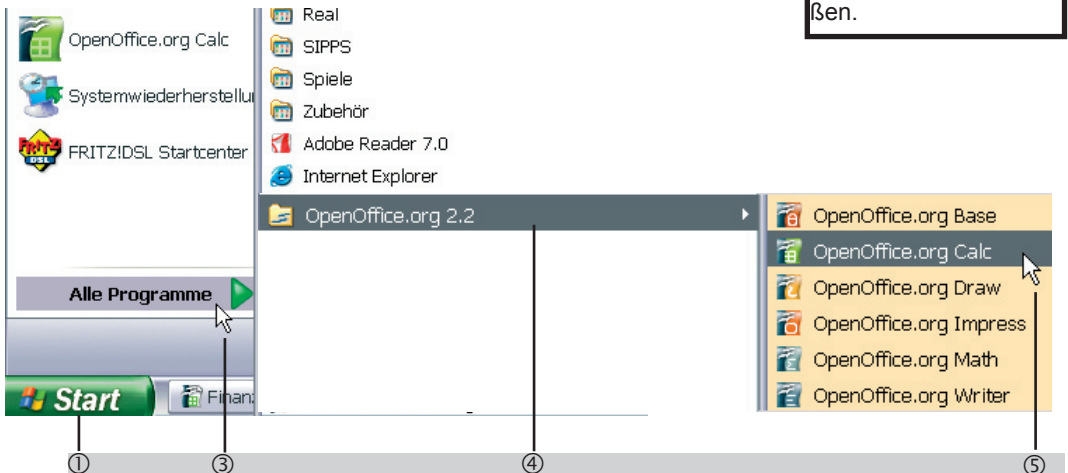 ßen.
OpenOffice.org Calc
Systemwiederherstellu
FRITZ!DSL Startcenter
Alle Programme
Start
Finanz
Real
SIPPS
Spiele
Zubehör
Adobe Reader 7.0
Internet Explorer
OpenOffice.org 2.2
OpenOffice.org Base
OpenOffice.org Calc
OpenOffice.org Draw
OpenOffice.org Impress
OpenOffice.org Math
OpenOffice.org Writer
① ③ ④ ⑤